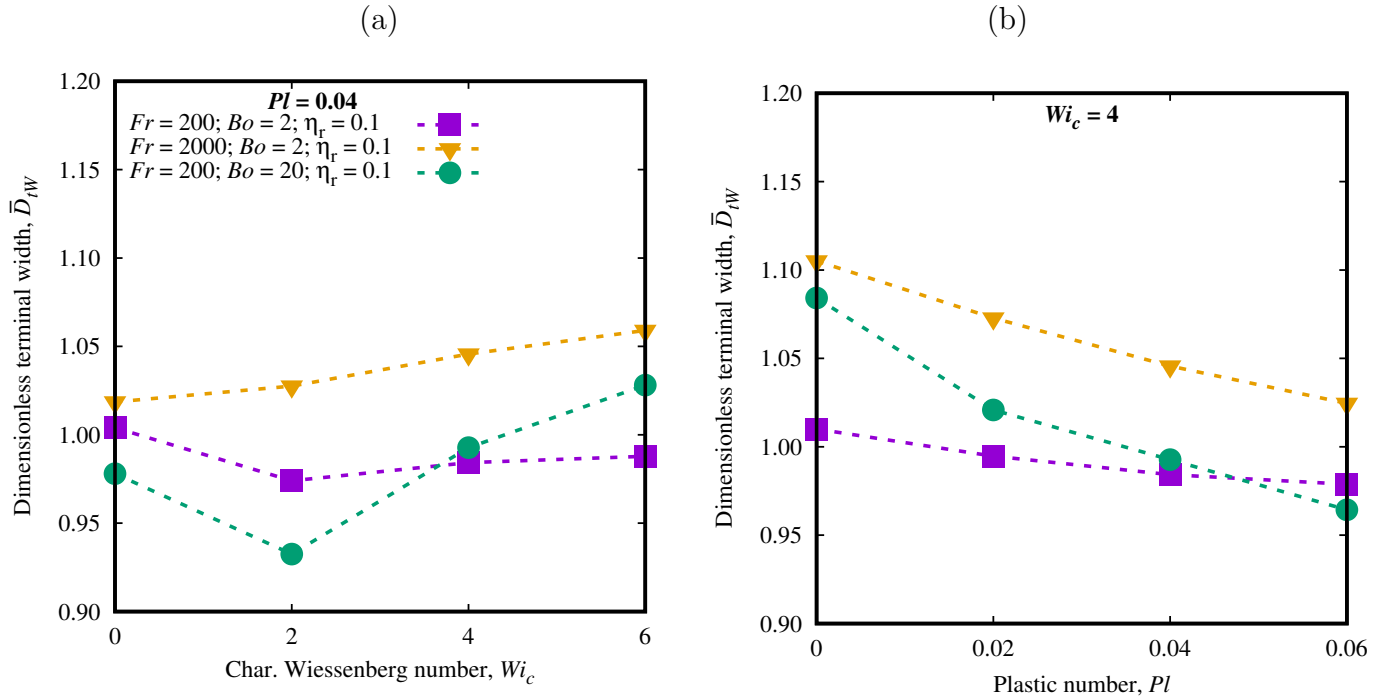 (a)
Pl = 0.04
Fr = 200; Bo = 2; ηr = 0.1
Fr = 2000; Bo = 2; ηr = 0.1
Fr = 200; Bo = 20; ηr = 0.1
1.20
1.15
1.10
1.05
1.00
0.95
0.90
Dimensionless terminal width, D̄tW
0 2 4 6
Char. Wiessenberg number, Wic
(b)
Wic = 4
1.20
1.15
1.10
1.05
1.00
0.95
0.90
Dimensionless terminal width, D̄tW
0 0.02 0.04 0.06
Plastic number, Pl